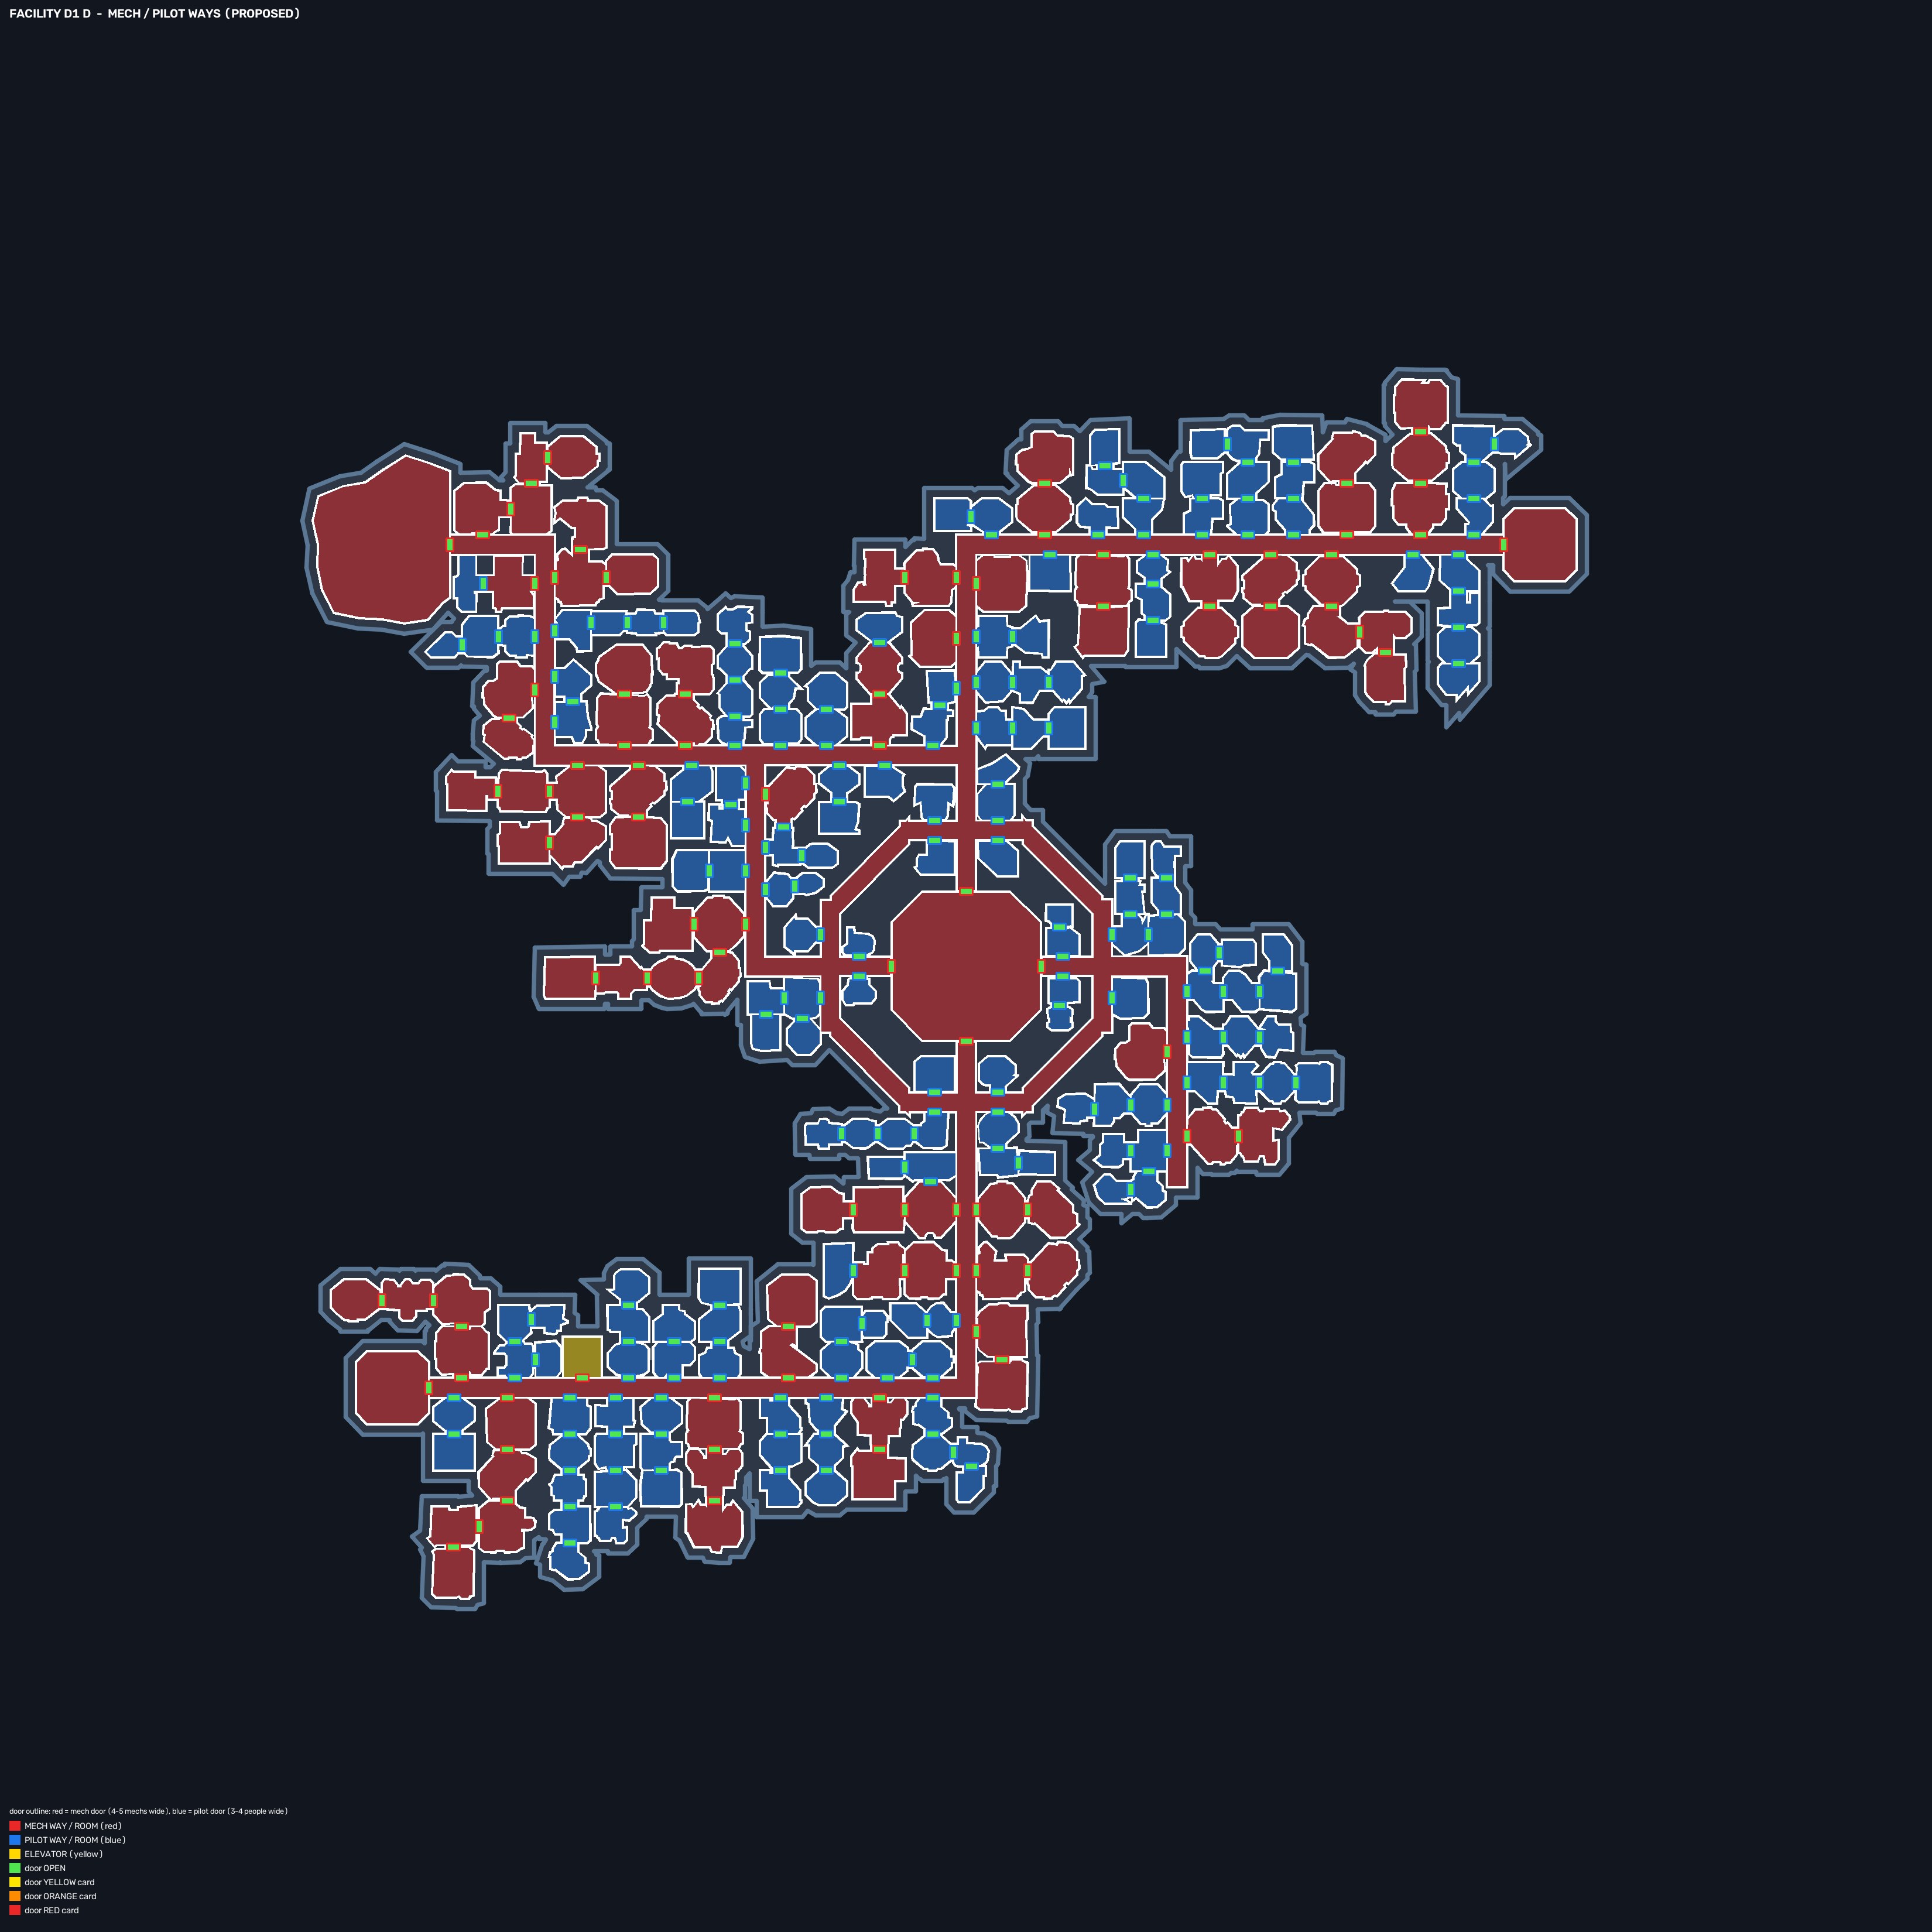 FACILITY D1 D - MECH / PILOT WAYS (PROPOSED)
door outline: red = mech door (4-5 mechs wide), blue = pilot door (3-4 people wide)
MECH WAY / ROOM (red)
PILOT WAY / ROOM (blue)
ELEVATOR (yellow)
door OPEN
door YELLOW card
door ORANGE card
door RED card